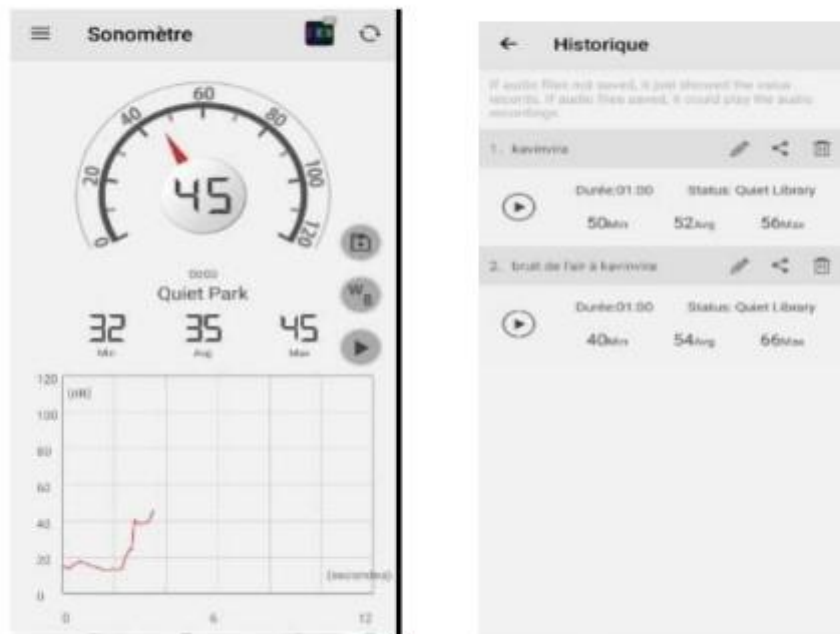 Sonomètre
0
20
40
60
80
100
120
45
00:03
Quiet Park
W
B
32
35
45
Min
Avg
Max
120
(dB)
100
80
60
40
20
(secondes)
0
0
6
12
Historique
If audio files not saved, it just showed the value
records. If audio files saved, it could play the audio
recordings.
1. kavinvira
Durée:01:00
Status: Quiet Library
50Min
52Avg
56Max
2. bruit de l'air à kavinvira
Durée:01:00
Status: Quiet Library
40Min
54Avg
66Max